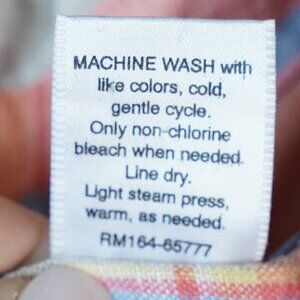 MACHINE WASH with
like colors, cold,
gentle cycle.
Only non-chlorine
bleach when needed.
Line dry.
Light steam press,
warm, as needed.
RM164-65777